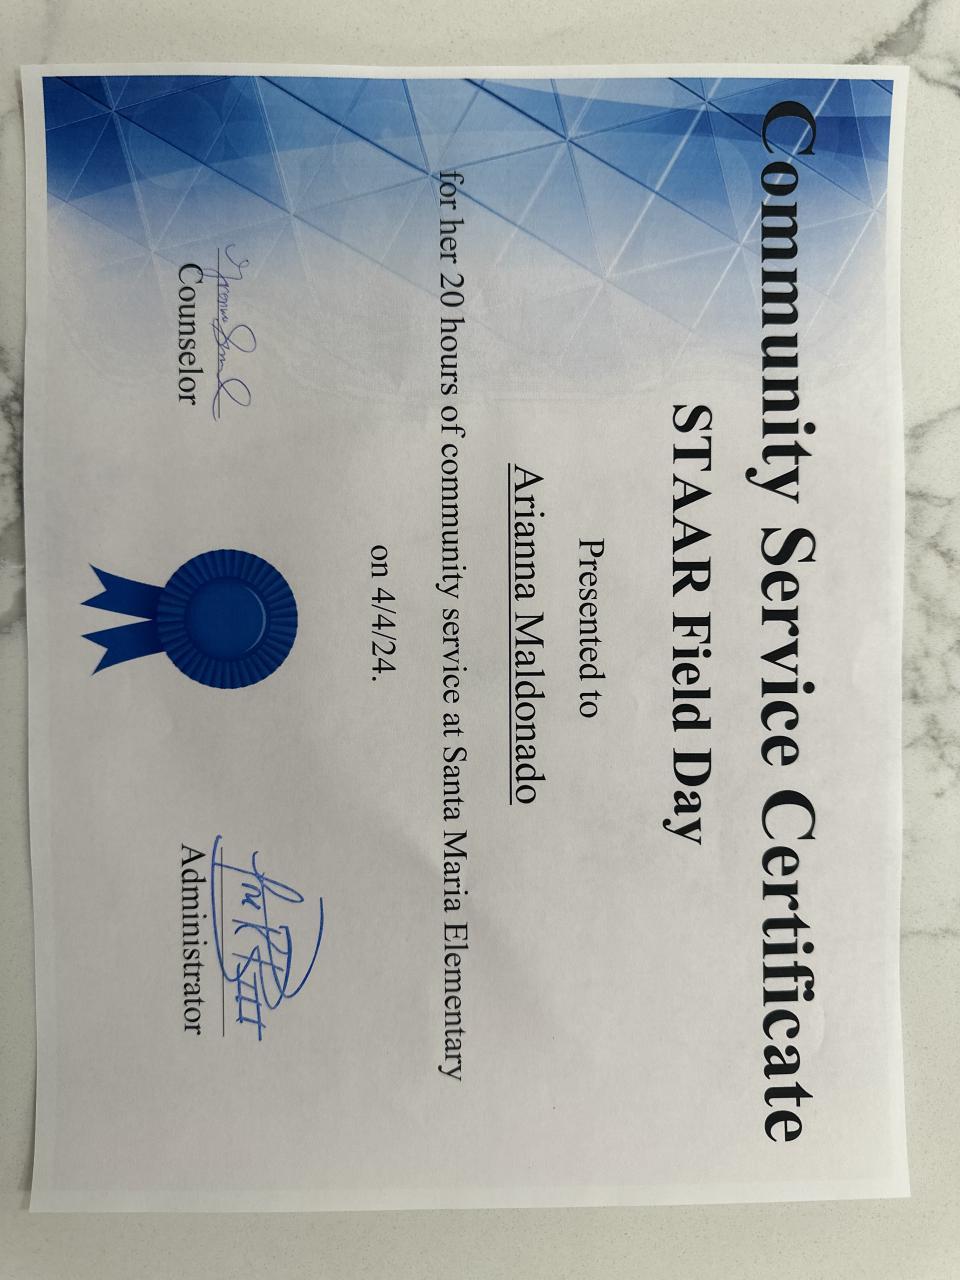 Community Service Certificate
STAAR Field Day
Presented to
Arianna Maldonado
for her 20 hours of community service at Santa Maria Elementary
on 4/4/24.
Counselor
Administrator